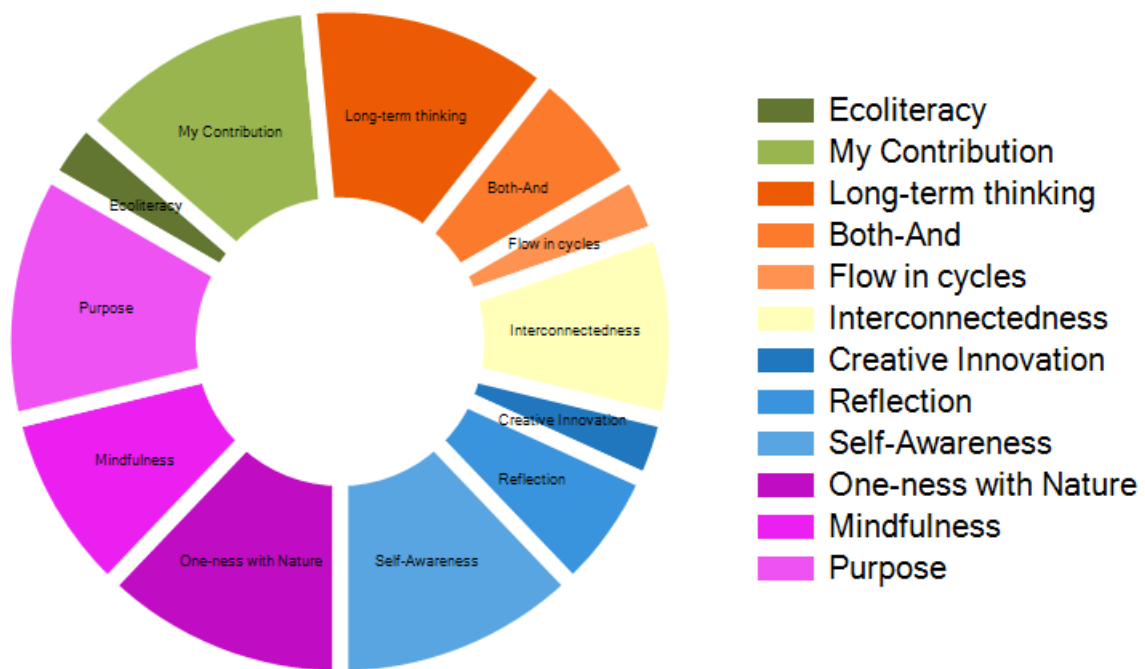 Long-term thinking
My Contribution
Both-And
Ecoliteracy
Flow in cycles
Purpose
Interconnectedness
Creative Innovation
Mindfulness
Reflection
One-ness with Nature
Self-Awareness
Ecoliteracy
My Contribution
Long-term thinking
Both-And
Flow in cycles
Interconnectedness
Creative Innovation
Reflection
Self-Awareness
One-ness with Nature
Mindfulness
Purpose